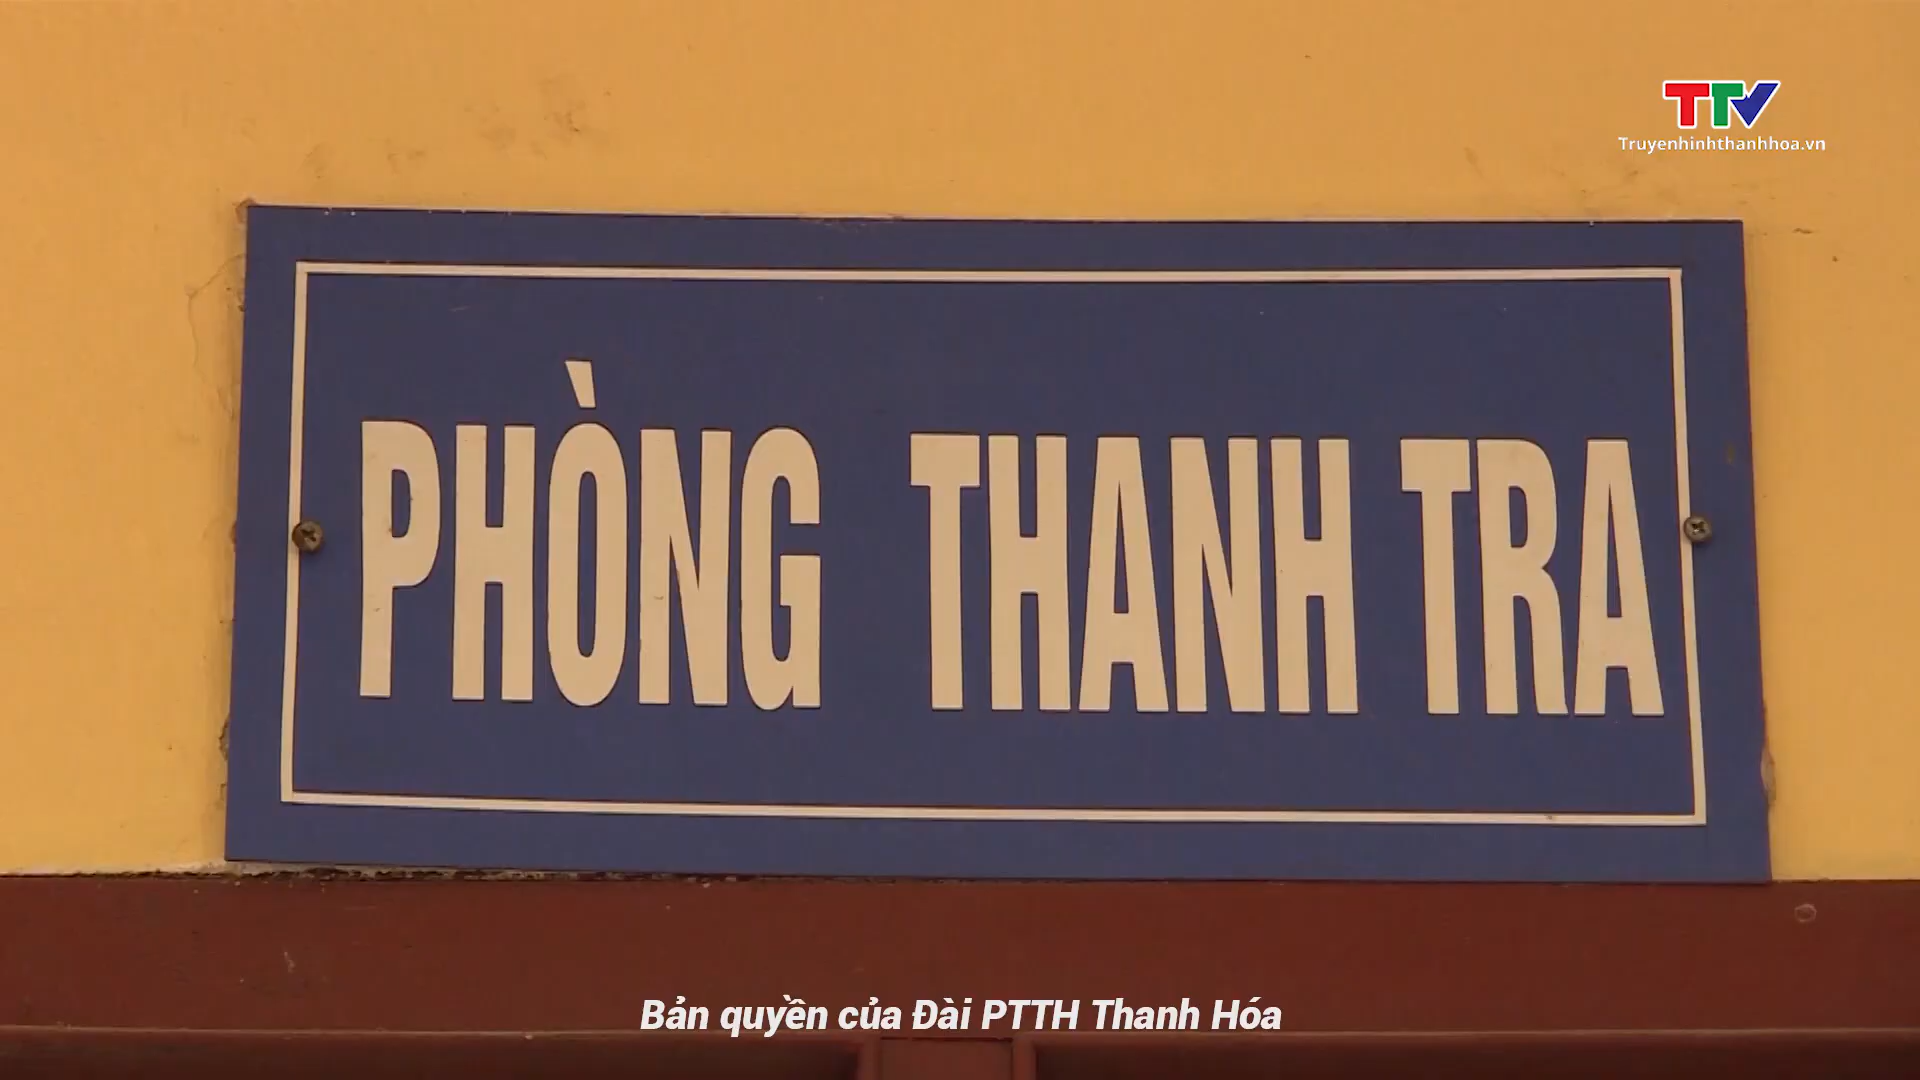 TTV
Truyenhinhthanhhoa.vn
PHÒNG THANH TRA
Bản quyền của Đài PTTH Thanh Hóa